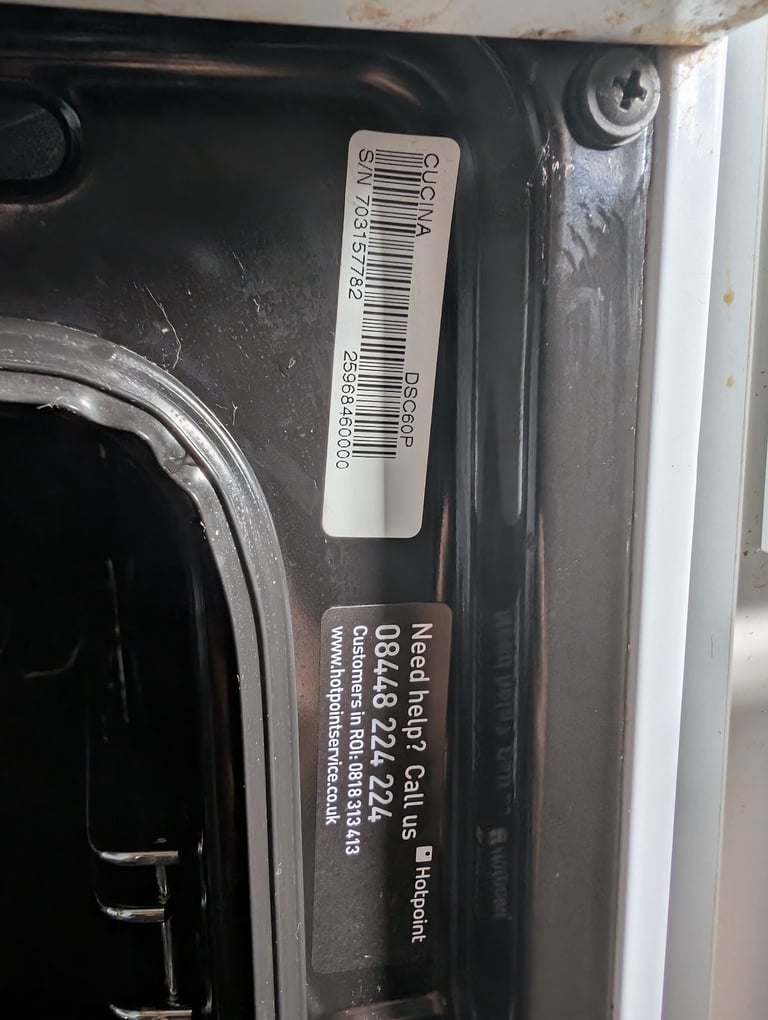 CUCINA
DSC60P
S/N 703157782
25968460000
Need help? Call us
08448 224 224
Customers in ROI: 0818 313 413
www.hotpointservice.co.uk
Hotpoint